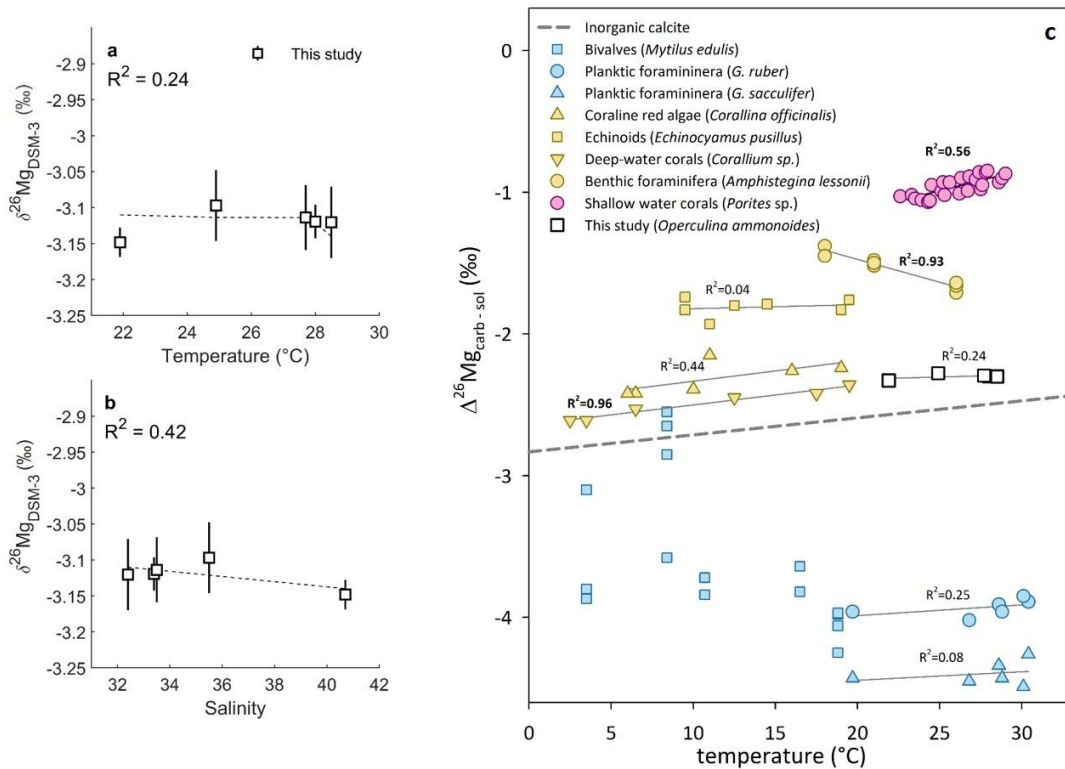 a
This study
R² = 0.24
-2.9
-2.95
-3
-3.05
-3.1
-3.15
-3.2
-3.25
δ²⁶Mg_DSM-3 (‰)
22 24 26 28 30
Temperature (°C)
b
R² = 0.42
-2.9
-2.95
-3
-3.05
-3.1
-3.15
-3.2
-3.25
δ²⁶Mg_DSM-3 (‰)
32 34 36 38 40 42
Salinity
c
Inorganic calcite
Bivalves (Mytilus edulis)
Planktic foramininera (G. ruber)
Planktic foramininera (G. sacculifer)
Coraline red algae (Corallina officinalis)
Echinoids (Echinocyamus pusillus)
Deep-water corals (Corallium sp.)
Benthic foraminifera (Amphistegina lessonii)
Shallow water corals (Porites sp.)
This study (Operculina ammonoides)
R²=0.56
R²=0.93
R²=0.04
R²=0.24
R²=0.44
R²=0.96
R²=0.25
R²=0.08
0
-1
-2
-3
-4
Δ²⁶Mg_carb - sol (‰)
0 5 10 15 20 25 30
temperature (°C)